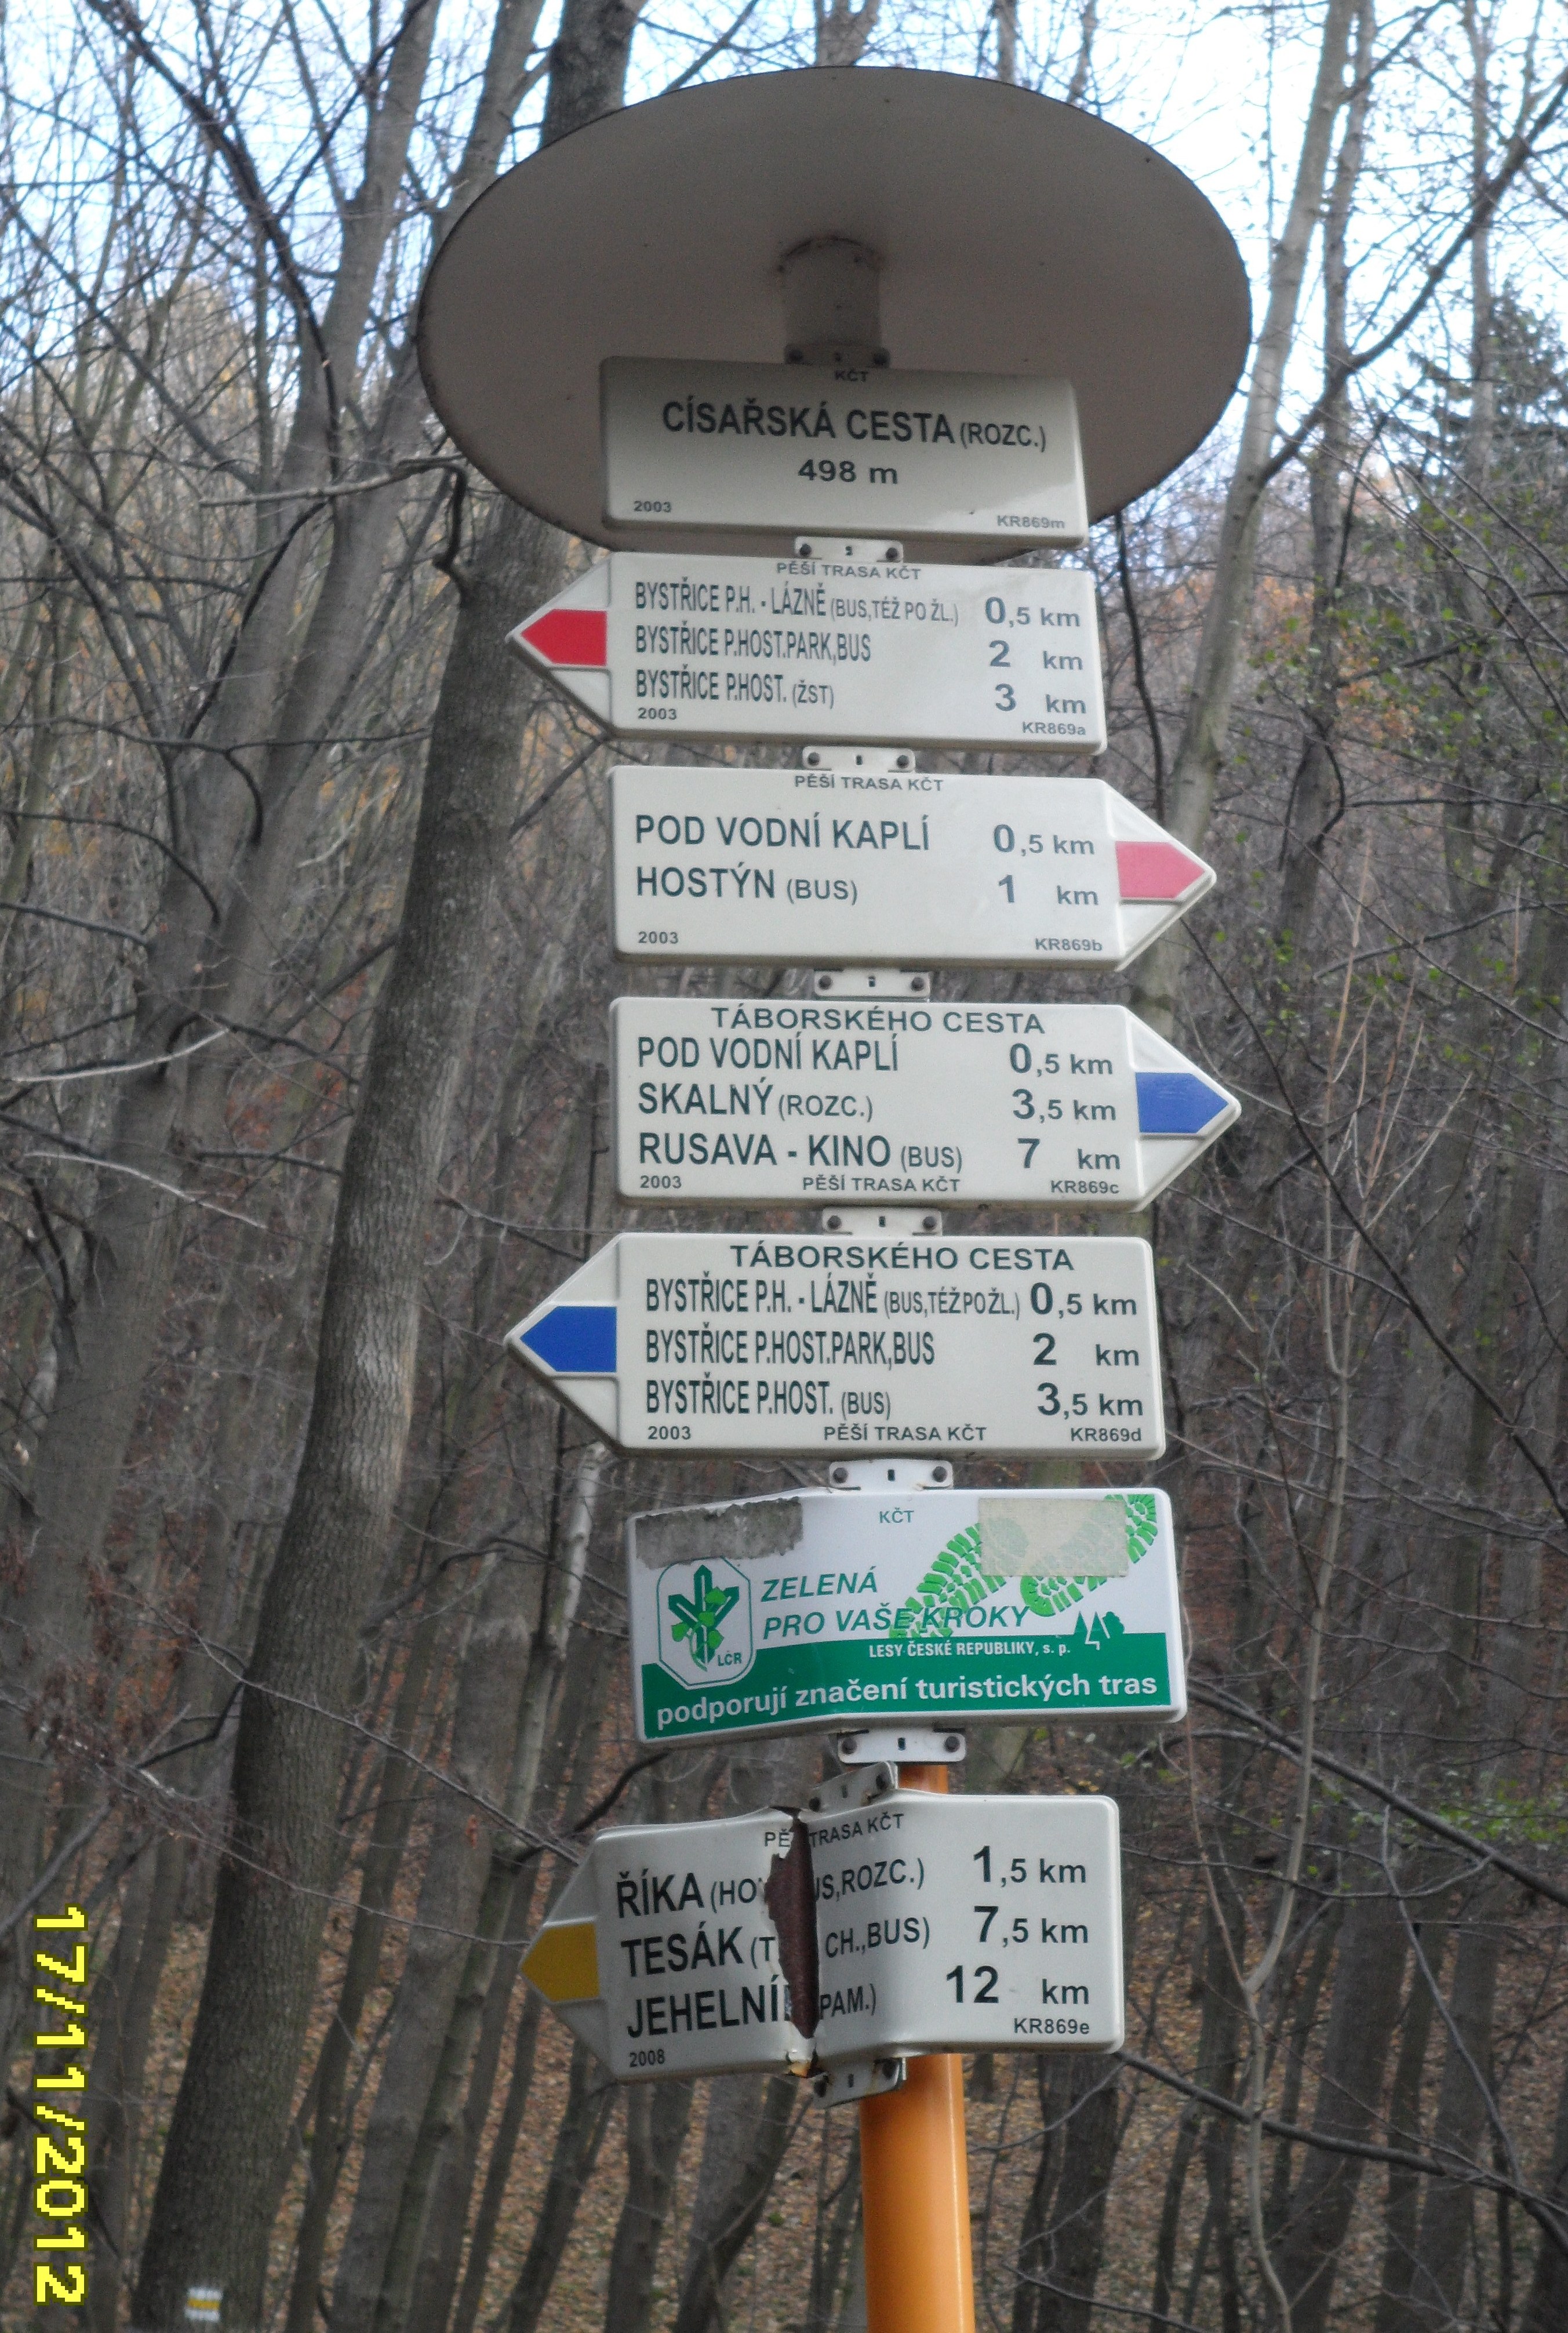 KČT
CÍSAŘSKÁ CESTA (ROZC.)
498 m
2003 KR869m
PĚŠÍ TRASA KČT
BYSTŘICE P.H. - LÁZNĚ (BUS,TÉŽ PO ŽL.) 0,5 km
BYSTŘICE P.HOST.PARK,BUS 2 km
BYSTŘICE P.HOST. (ŽST) 3 km
2003 KR869a
PĚŠÍ TRASA KČT
POD VODNÍ KAPLÍ 0,5 km
HOSTÝN (BUS) 1 km
2003 KR869b
TÁBORSKÉHO CESTA
POD VODNÍ KAPLÍ 0,5 km
SKALNÝ (ROZC.) 3,5 km
RUSAVA - KINO (BUS) 7 km
2003 PĚŠÍ TRASA KČT KR869c
TÁBORSKÉHO CESTA
BYSTŘICE P.H. - LÁZNĚ (BUS,TÉŽ PO ŽL.) 0,5 km
BYSTŘICE P.HOST.PARK,BUS 2 km
BYSTŘICE P.HOST. (BUS) 3,5 km
2003 PĚŠÍ TRASA KČT KR869d
KČT
ZELENÁ
PRO VAŠE KROKY
LČR
LESY ČESKÉ REPUBLIKY, s. p.
podporují značení turistických tras
TRASA KČT
ŘÍKA ROZC.) 1,5 km
TESÁK CH.,BUS) 7,5 km
PAM.) 12 km
2008 KR869e
17/11/2012